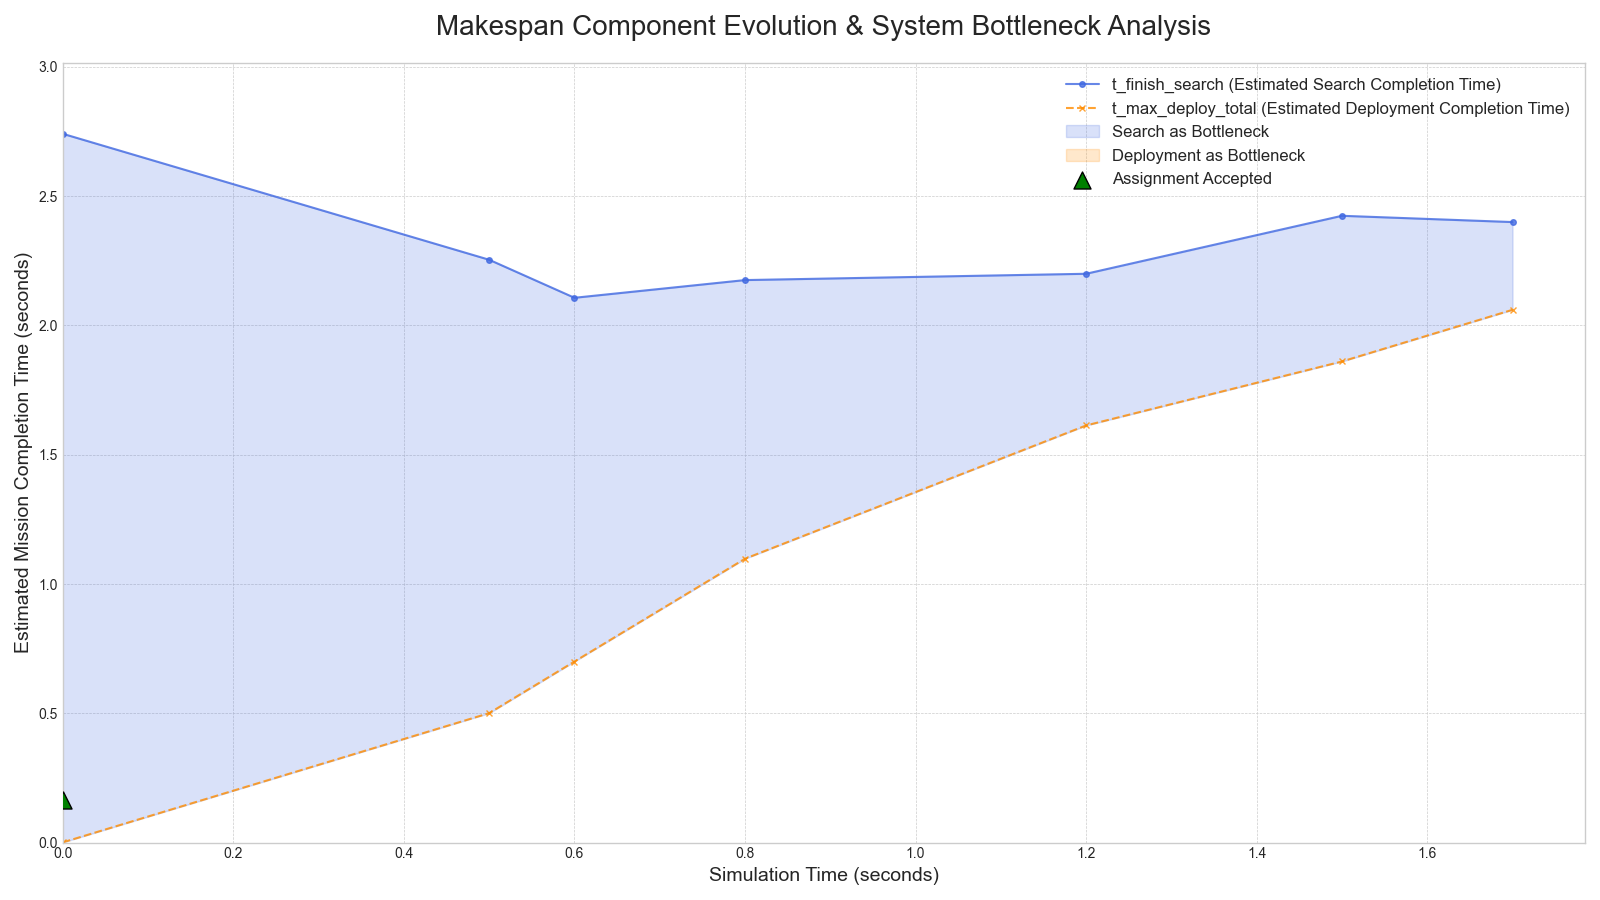 Makespan Component Evolution & System Bottleneck Analysis
t_finish_search (Estimated Search Completion Time)
t_max_deploy_total (Estimated Deployment Completion Time)
Search as Bottleneck
Deployment as Bottleneck
Assignment Accepted
Estimated Mission Completion Time (seconds)
3.0
2.5
2.0
1.5
1.0
0.5
0.0
0.0 0.2 0.4 0.6 0.8 1.0 1.2 1.4 1.6
Simulation Time (seconds)